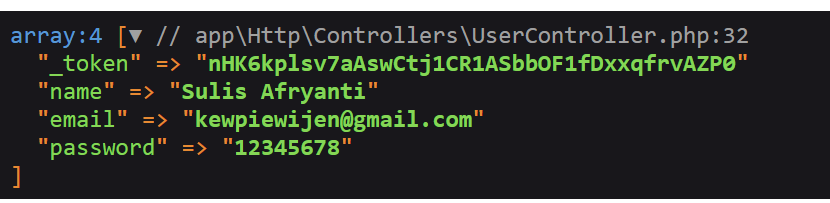 array:4 [▼ // app\Http\Controllers\UserController.php:32
"_token" => "nHK6kplsv7aAswCtj1CR1ASbbOF1fDxxqfrvAZP0"
"name" => "Sulis Afryanti"
"email" => "kewpiewijen@gmail.com"
"password" => "12345678"
]